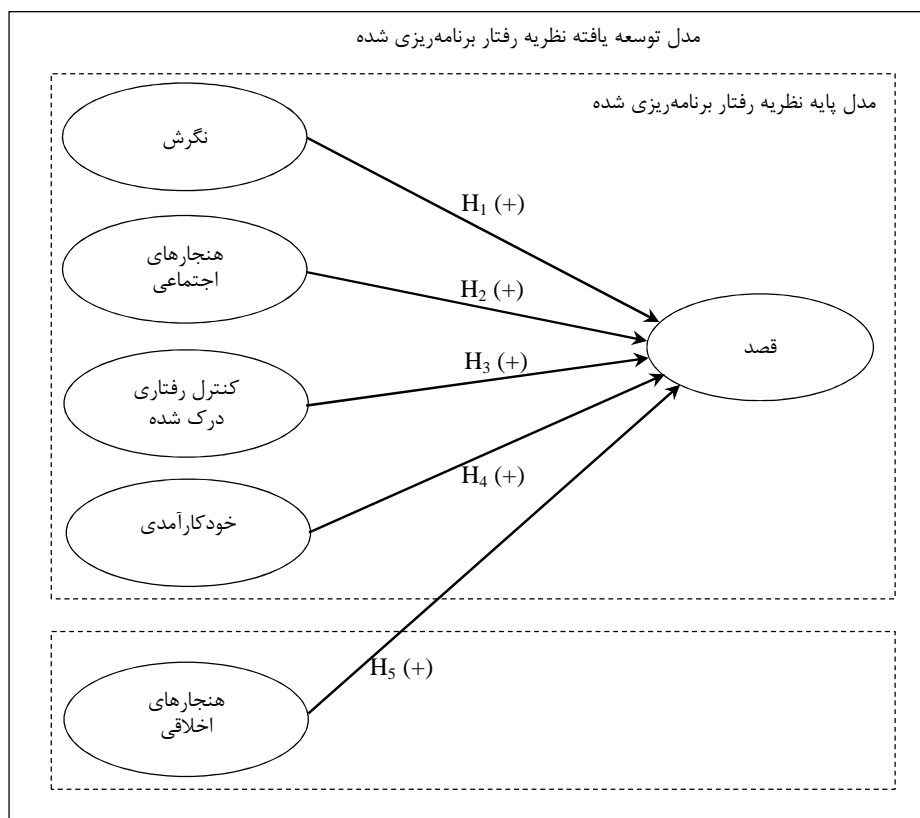 مدل توسعه یافته نظریه رفتار برنامه‌ریزی شده
مدل پایه نظریه رفتار برنامه‌ریزی شده
نگرش
H₁ (+)
هنجارهای
اجتماعی
H₂ (+)
قصد
H₃ (+)
کنترل رفتاری
درک شده
H₄ (+)
خودکارآمدی
H₅ (+)
هنجارهای
اخلاقی